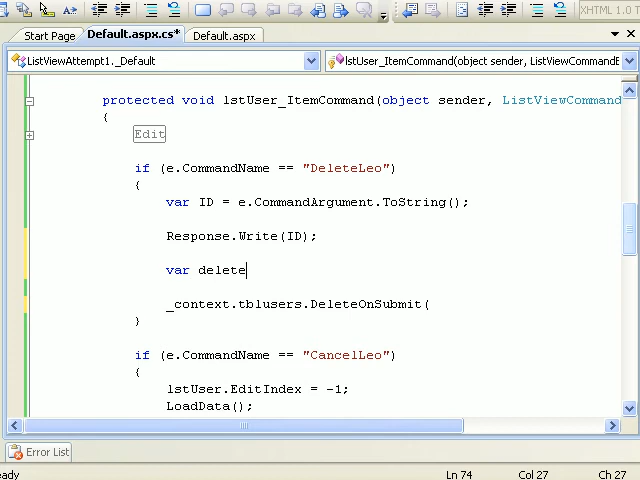 XHTML 1.0 T
Start Page
Default.aspx.cs*
Default.aspx
ListViewAttempt1._Default
lstUser_ItemCommand(object sender, ListViewCommandE
protected void lstUser_ItemCommand(object sender, ListViewCommand
{
Edit
if (e.CommandName == "DeleteLeo")
{
var ID = e.CommandArgument.ToString();
Response.Write(ID);
var delete
_context.tblusers.DeleteOnSubmit(
}
if (e.CommandName == "CancelLeo")
{
lstUser.EditIndex = -1;
LoadData();
Error List
eady
Ln 74
Col 27
Ch 27